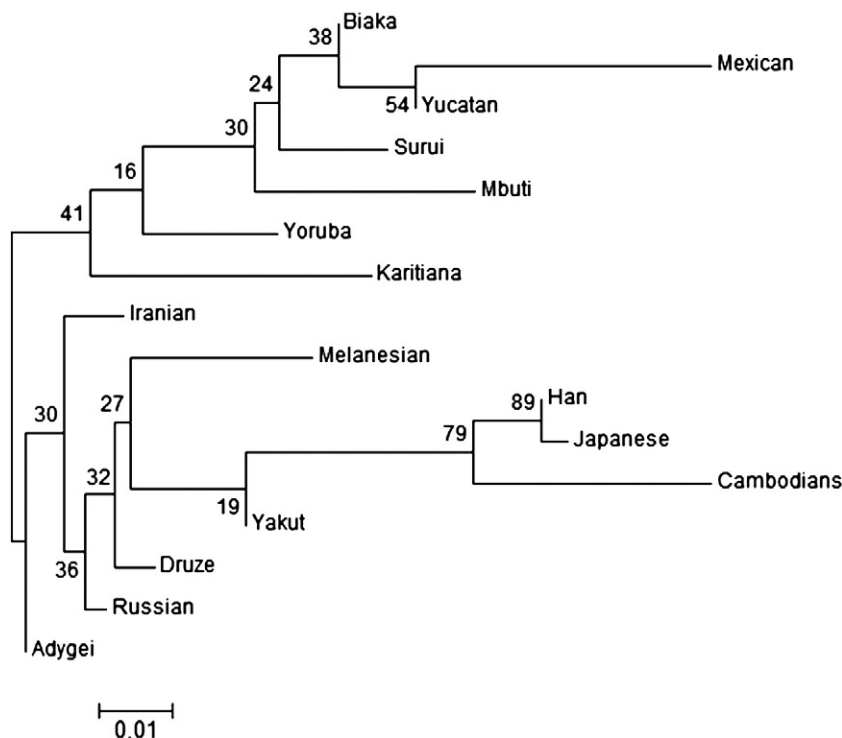 Biaka
38
Mexican
24
54
Yucatan
30
Surui
16
Mbuti
41
Yoruba
Karitiana
Iranian
Melanesian
27
Han
89
30
Japanese
79
32
Cambodians
19
Yakut
36
Druze
Russian
Adygei
0.01